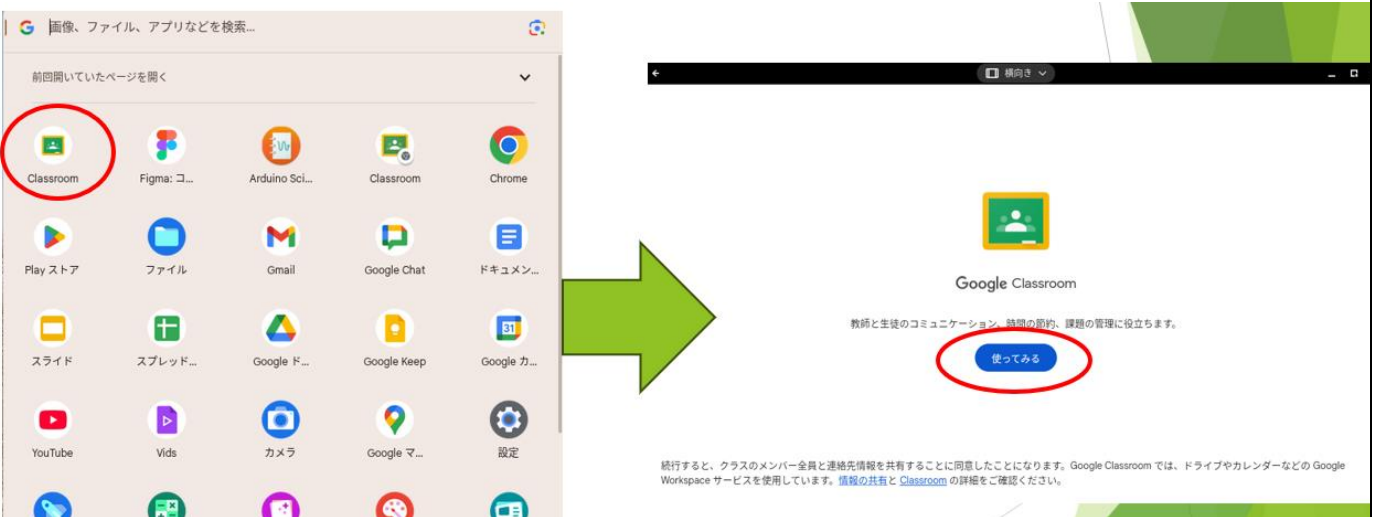 画像、ファイル、アプリなどを検索...
前回開いていたページを開く
Classroom
Figma: コ...
Arduino Sci...
Classroom
Chrome
Play ストア
ファイル
Gmail
Google Chat
ドキュメン...
スライド
スプレッド...
Google ド...
Google Keep
31
Google カ...
YouTube
Vids
カメラ
Google マ...
設定
横向き
Google Classroom
教師と生徒のコミュニケーション、時間の節約、課題の管理に役立ちます。
使ってみる
続行すると、クラスのメンバー全員と連絡先情報を共有することに同意したことになります。Google Classroom では、ドライブやカレンダーなどの Google
Workspace サービスを使用しています。情報の共有と Classroom の詳細をご確認ください。